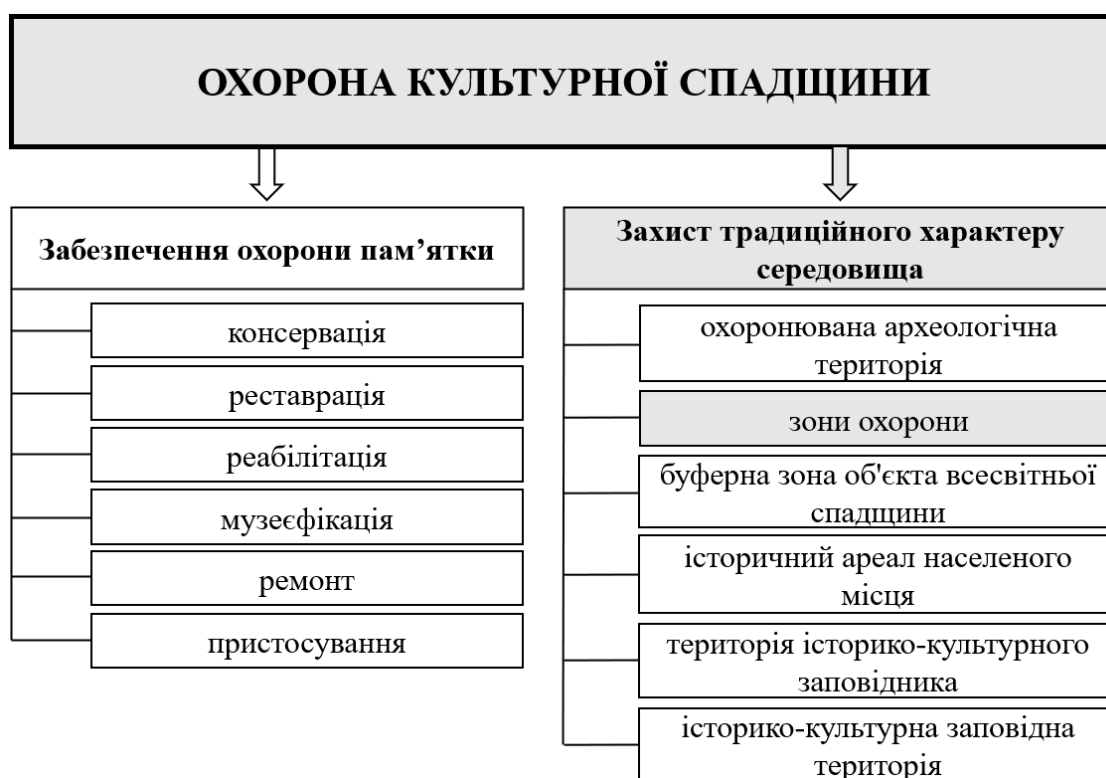 ОХОРОНА КУЛЬТУРНОЇ СПАДЩИНИ
Забезпечення охорони пам’ятки
консервація
реставрація
реабілітація
музеєфікація
ремонт
пристосування
Захист традиційного характеру
середовища
охоронювана археологічна
територія
зони охорони
буферна зона об'єкта всесвітньої
спадщини
історичний ареал населеного
місця
територія історико-культурного
заповідника
історико-культурна заповідна
територія